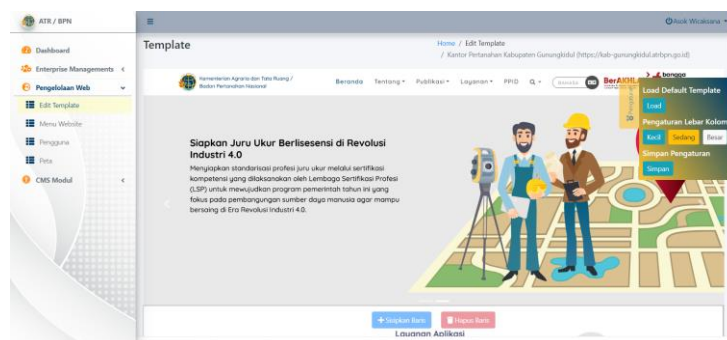 ATR / BPN
Asok Wicaksana
Dashboard
Enterprise Managements
Pengelolaan Web
Edit Template
Menu Website
Pengguna
Peta
CMS Modul
Template
Home / Edit Template
/ Kantor Pertanahan Kabupaten Gunungkidul (https://kab-gunungkidul.atrbpn.go.id)
Kementerian Agraria dan Tata Ruang /
Badan Pertanahan Nasional
Beranda Tentang Publikasi Layanan PPID
bangga
Load Default Template
Load
Pengaturan Lebar Kolom
Kecil Sedang Besar
Simpan Pengaturan
Simpan
Siapkan Juru Ukur Berlisesensi di Revolusi
Industri 4.0
Menyiapkan standarisasi profesi juru ukur melalui sertifikasi
kompetensi yang dilaksanakan oleh Lembaga Sertifikasi Profesi
(LSP) untuk mewujudkan program pemerintah tahun ini yang
fokus pada pembangungan sumber daya manusia agar mampu
bersaing di Era Revolusi Industri 4.0.
+ Sisipkan Baris Hapus Baris
Layanan Aplikasi